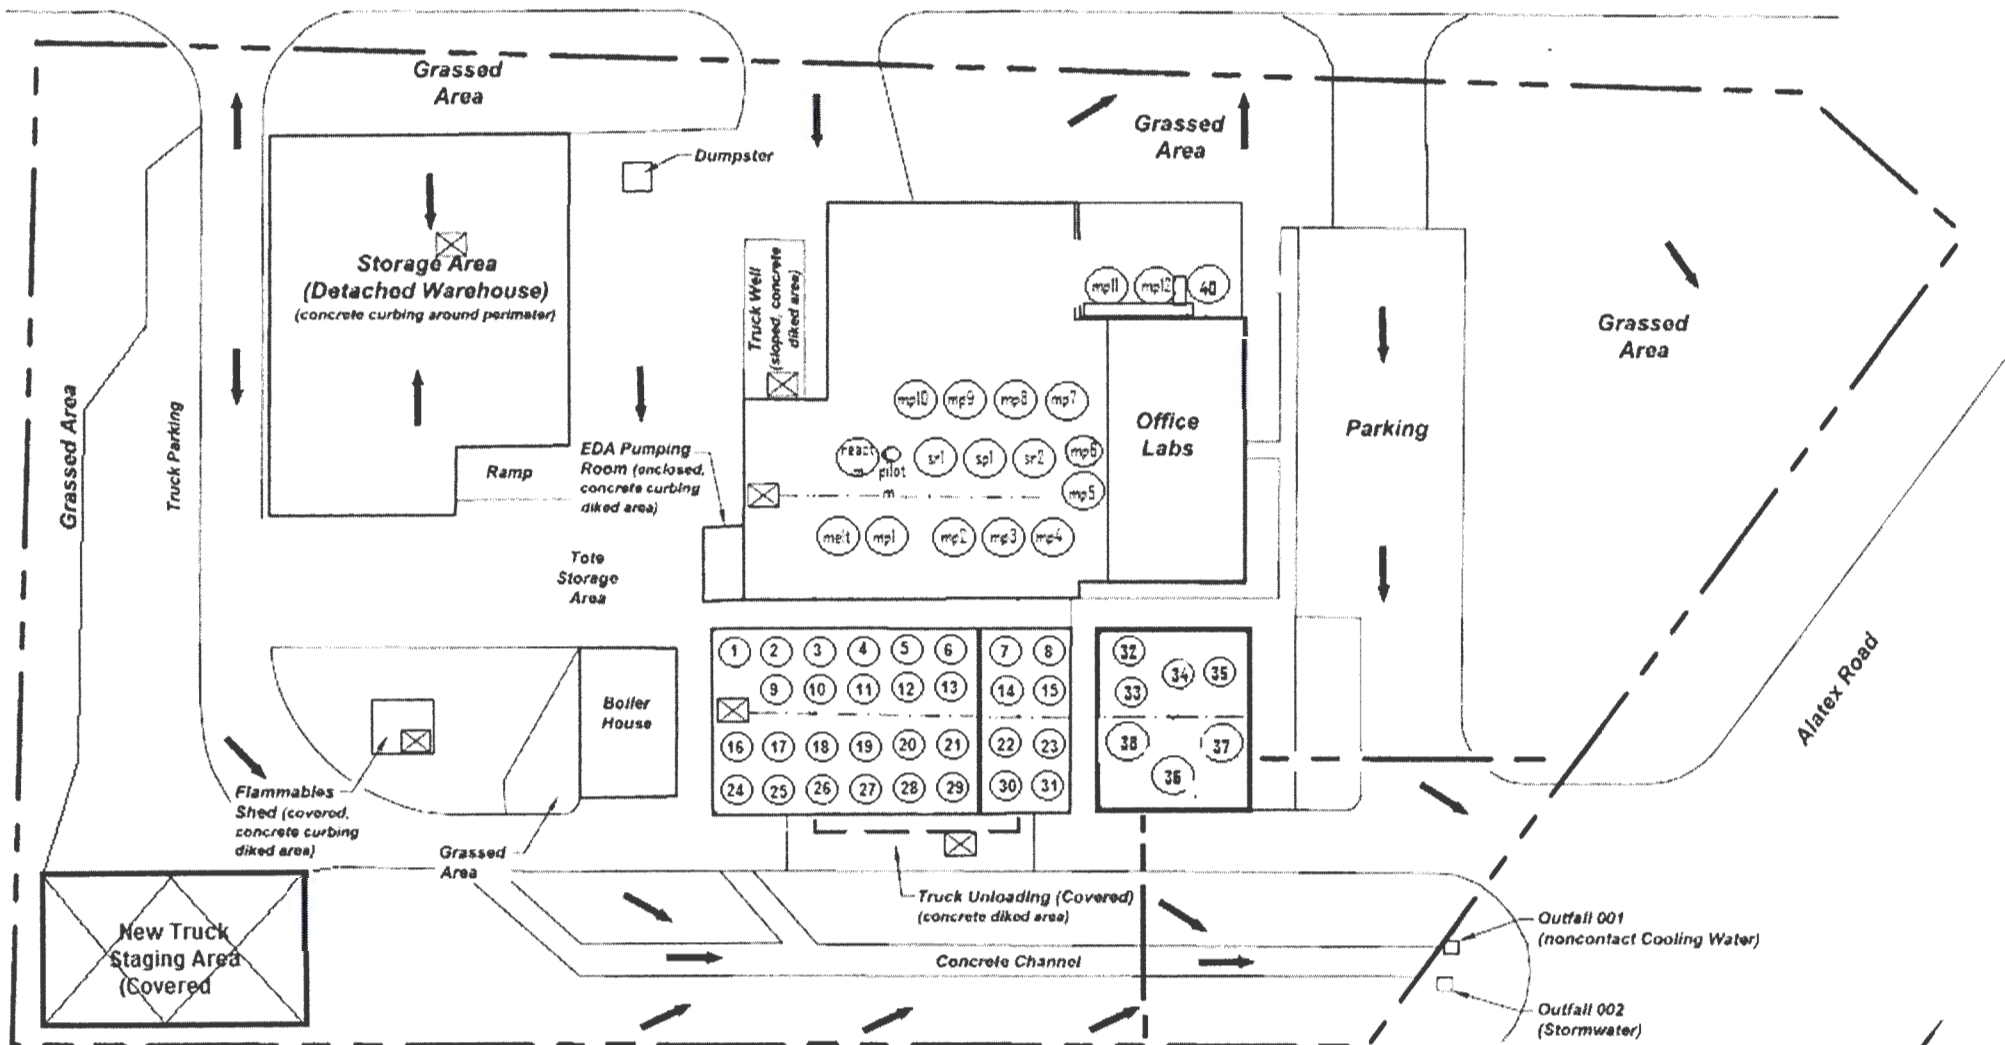 Grassed
Area
Dumpster
Grassed
Area
Storage Area
(Detached Warehouse)
(concrete curbing around perimeter)
Truck Well
(sloped, concrete
diked area)
mp11
mp12
40
Grassed
Area
Grassed Area
Truck Parking
mp10
mp9
mp8
mp7
Office
Labs
Parking
Ramp
EDA Pumping
Room (enclosed,
concrete curbing
diked area)
react
m
pilot
m
sr1
sp1
sr2
mp6
mp5
melt
mp1
mp2
mp3
mp4
Tote
Storage
Area
1 2 3 4 5 6 7 8
9 10 11 12 13 14 15
16 17 18 19 20 21 22 23
24 25 26 27 28 29 30 31
32
33
34
35
38
37
36
Boiler
House
Alatex Road
Flammables
Shed (covered,
concrete curbing
diked area)
Grassed
Area
Truck Unloading (Covered)
(concrete diked area)
New Truck
Staging Area
(Covered
Concrete Channel
Outfall 001
(noncontact Cooling Water)
Outfall 002
(Stormwater)